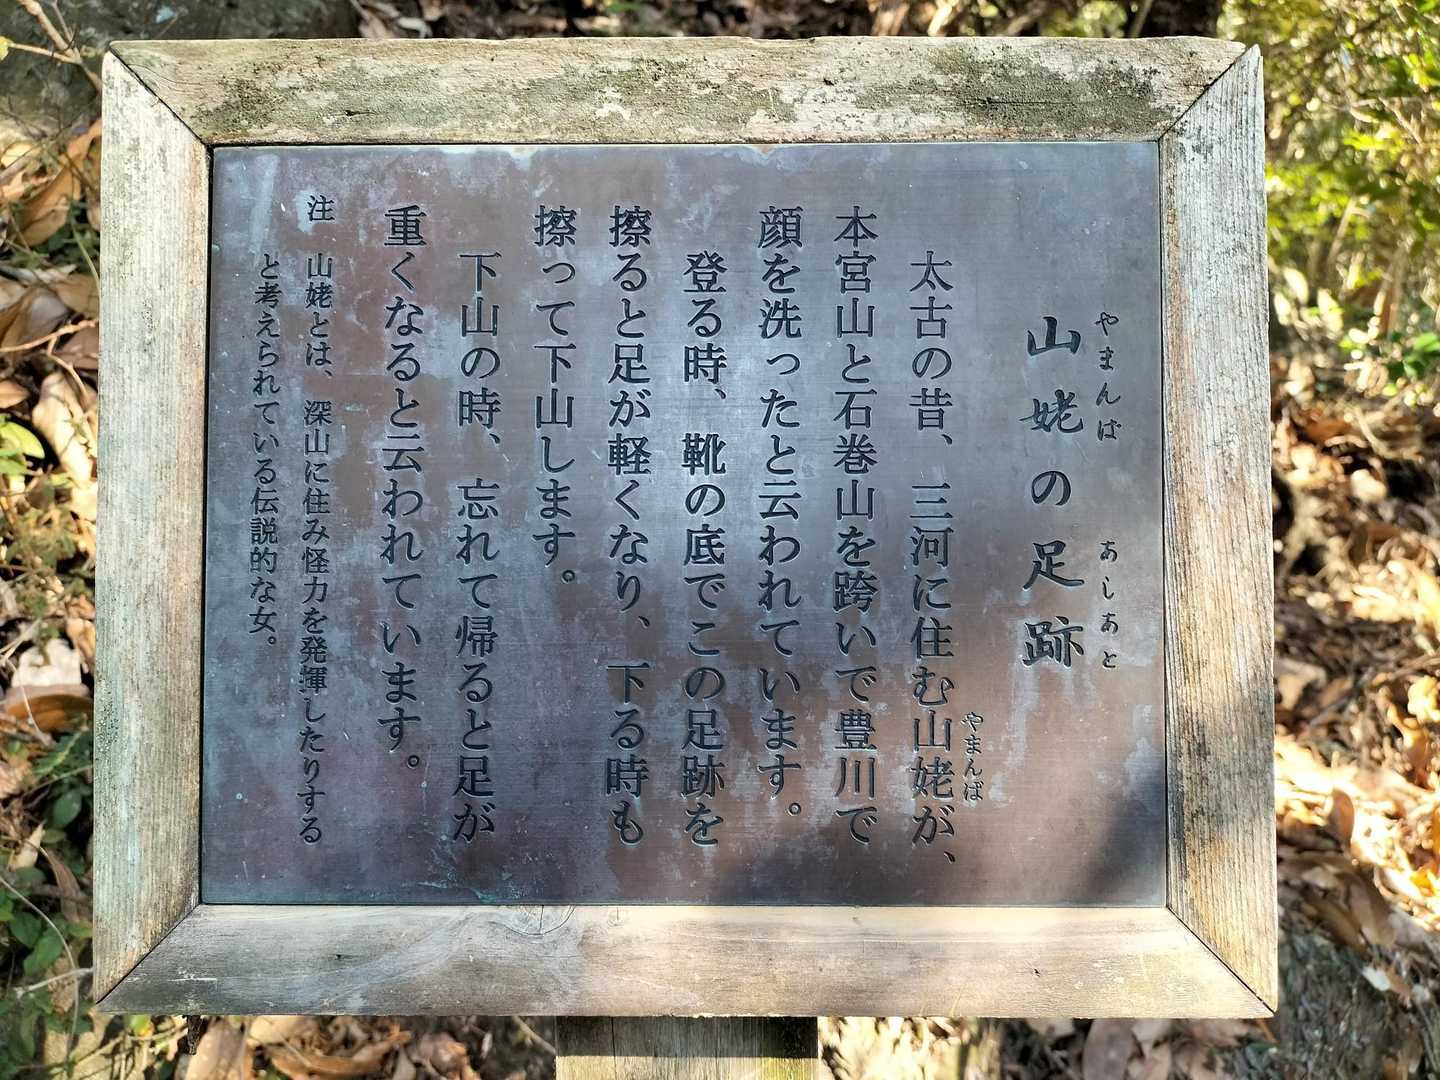 やまんば あしあと
山姥の足跡
太古の昔、三河に住む山姥が、
やまんば
本宮山と石巻山を跨いで豊川で
顔を洗ったと云われています。
登る時、靴の底でこの足跡を
擦ると足が軽くなり、下る時も
擦って下山します。
下山の時、忘れて帰ると足が
重くなると云われています。
注 山姥とは、深山に住み怪力を発揮したりする
と考えられている伝説的な女。